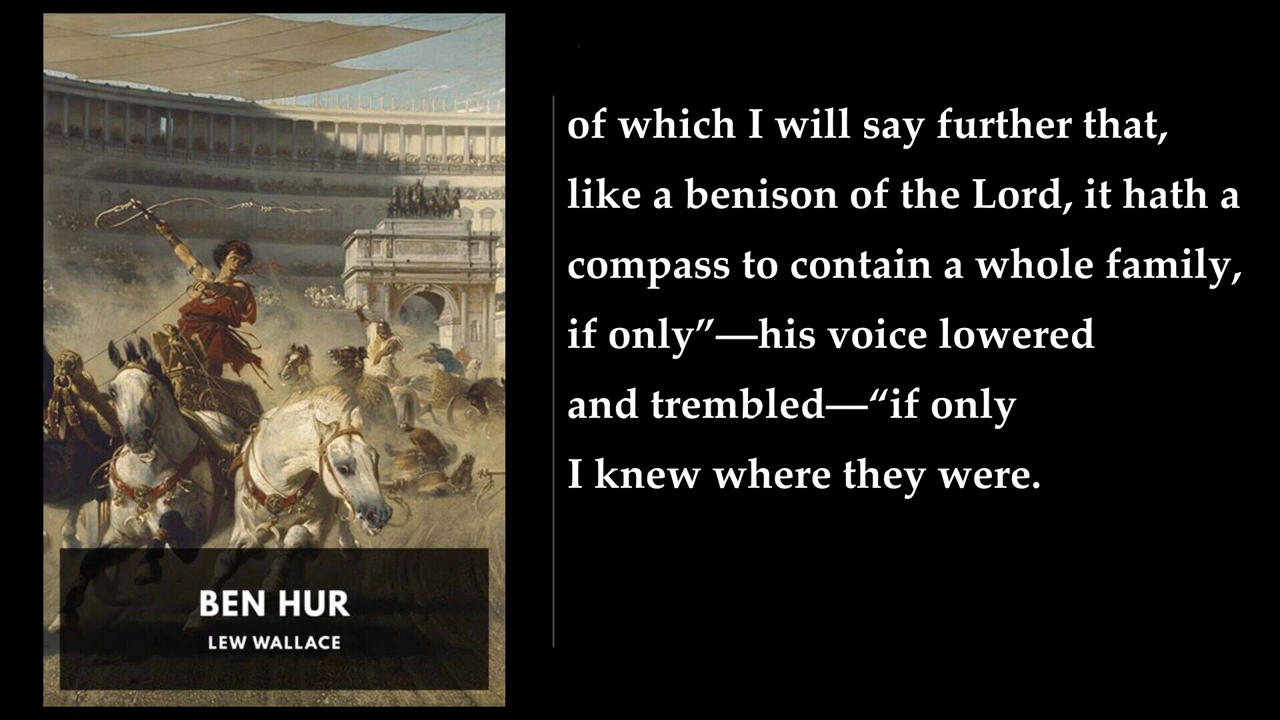 BEN HUR
LEW WALLACE
of which I will say further that,
like a benison of the Lord, it hath a
compass to contain a whole family,
if only”—his voice lowered
and trembled—“if only
I knew where they were.